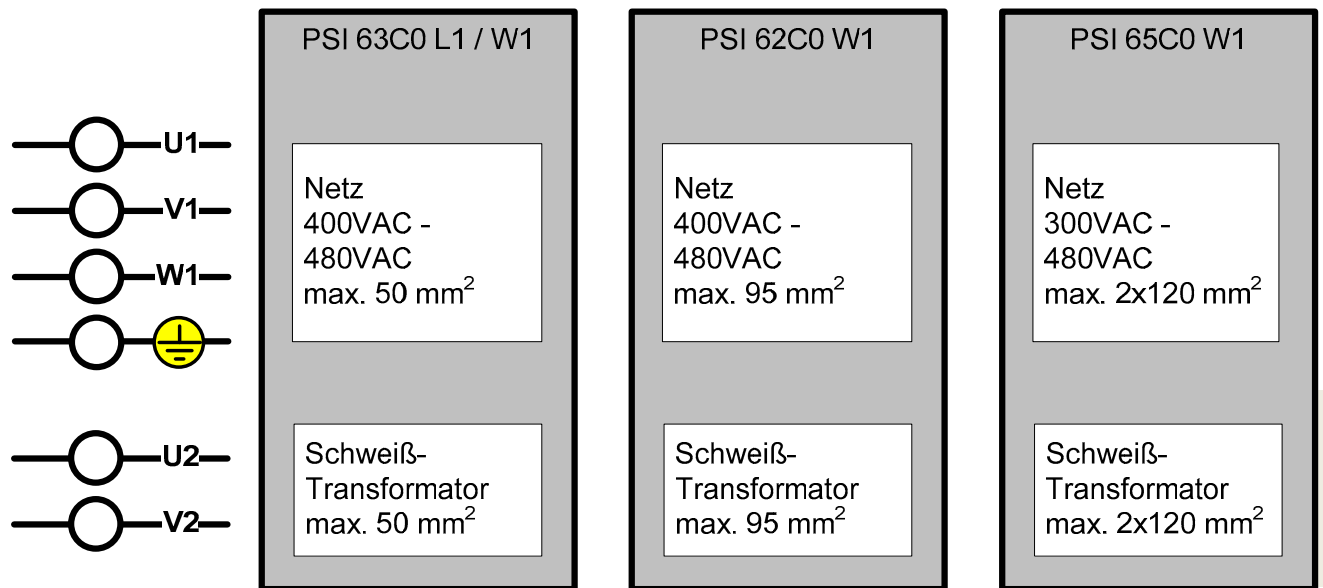 U1
V1
W1
U2
V2
PSI 63C0 L1 / W1
Netz
400VAC -
480VAC
max. 50 mm²
Schweiß-
Transformator
max. 50 mm²
PSI 62C0 W1
Netz
400VAC -
480VAC
max. 95 mm²
Schweiß-
Transformator
max. 95 mm²
PSI 65C0 W1
Netz
300VAC -
480VAC
max. 2x120 mm²
Schweiß-
Transformator
max. 2x120 mm²